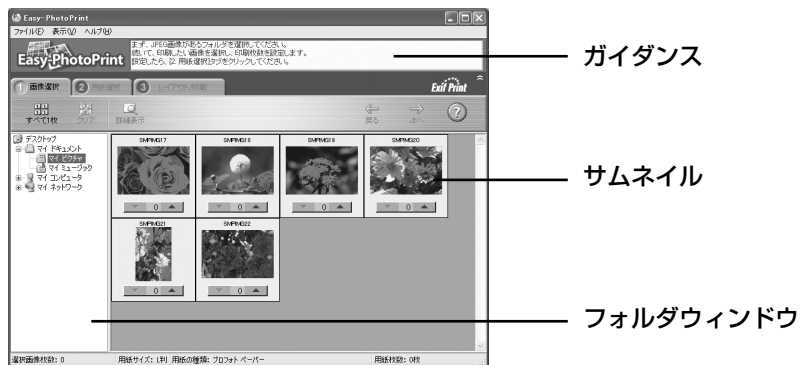 Easy-PhotoPrint
ファイル(F) 表示(V) ヘルプ(H)
Easy-PhotoPrint
まず、JPEG画像があるフォルダを選択してください。
続いて、印刷したい画像を選択し、印刷枚数を設定します。
設定したら、[2. 用紙選択]タブをクリックしてください。
ガイダンス
1 画像選択 2 用紙選択 3 レイアウト/印刷
Exif Print
すべて1枚 クリア 詳細表示 戻る 次へ ?
デスクトップ
マイ ドキュメント
マイ ピクチャ
マイ ミュージック
マイ コンピュータ
マイ ネットワーク
SMPIMG17 SMPIMG18 SMPIMG19 SMPIMG20
0 0 0 0
サムネイル
SMPIMG21 SMPIMG22
0 0
フォルダウィンドウ
選択画像枚数: 0 用紙サイズ: L判 用紙の種類: プロフォト ペーパー 用紙枚数: 0枚